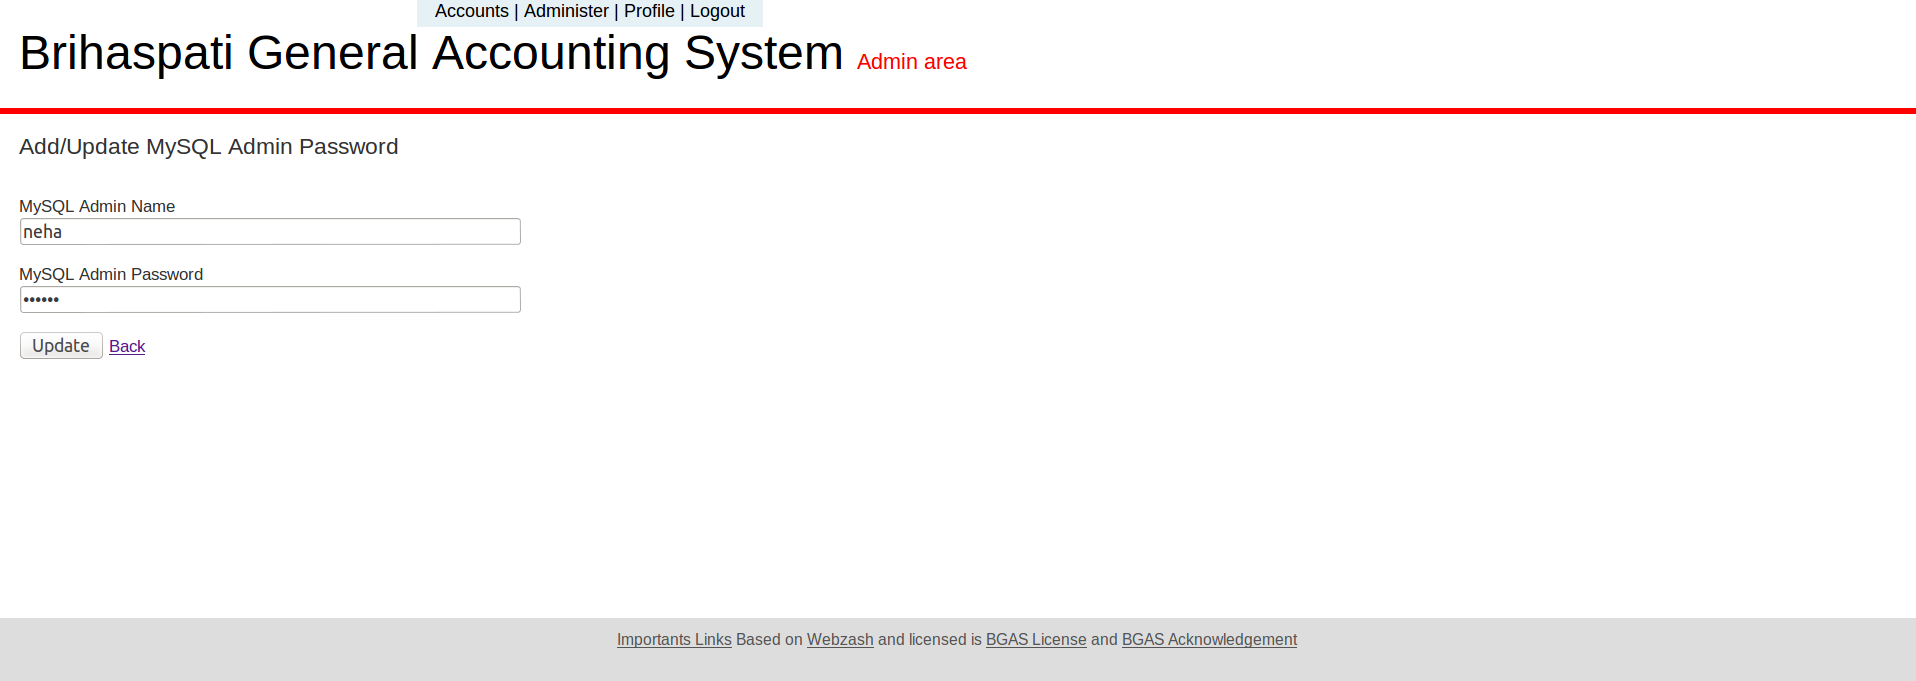 Accounts | Administer | Profile | Logout
Brihaspati General Accounting System Admin area
Add/Update MySQL Admin Password
MySQL Admin Name
neha
MySQL Admin Password
••••••
Update Back
Importants Links Based on Webzash and licensed is BGAS License and BGAS Acknowledgement